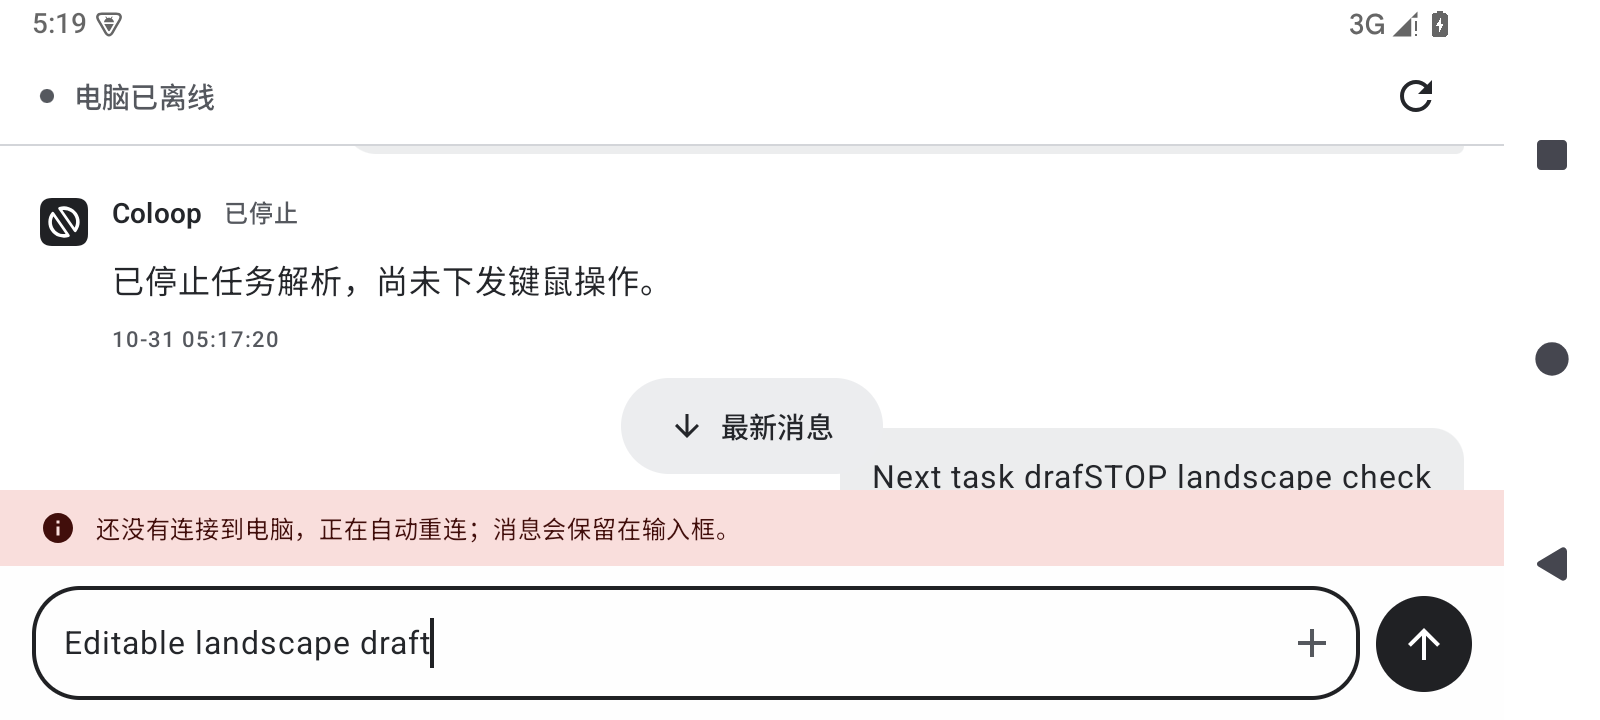 5:19
3G
电脑已离线
Coloop 已停止
已停止任务解析，尚未下发键鼠操作。
10-31 05:17:20
最新消息
Next task drafSTOP landscape check
还没有连接到电脑，正在自动重连；消息会保留在输入框。
Editable landscape draft